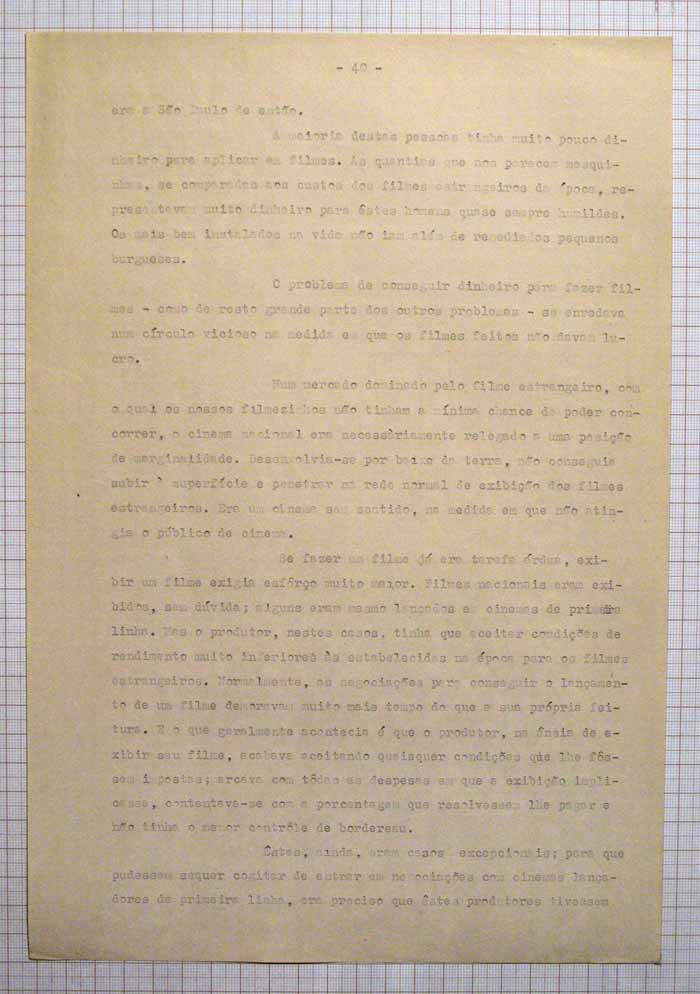 - 40 -
era a São Paulo de então.
A maioria destas pessoas tinha muito pouco di-
nheiro para aplicar em filmes. As quantias que nos parecem mesqui-
nhas, se comparadas aos custos dos filmes estrangeiros da época, re-
presentavam muito dinheiro para êstes homens quase sempre humildes.
Os mais bem instalados na vida não iam além de remediados pequenos
burgueses.
O problema de conseguir dinheiro para fazer fil-
mes - como de resto grande parte dos outros problemas - se enredava
num círculo vicioso na medida em que os filmes feitos não davam lu-
cro.
Num mercado dominado pelo filme estrangeiro, com
o qual os nossos filmezinhos não tinham a mínima chance de poder con-
correr, o cinema nacional era necessàriamente relegado a uma posição
de marginalidade. Desenvolvia-se por baixo da terra, não conseguia
subir à superfície e penetrar na rede normal de exibição dos filmes
estrangeiros. Era um cinema sem sentido, na medida em que não atin-
gia o público de cinema.
Se fazer um filme já era tarefa árdua, exi-
bir um filme exigia esfôrço muito maior. Filmes nacionais eram exi-
bidos, sem dúvida; alguns eram mesmo lançados em cinemas de primeira
linha. Mas o produtor, nestes casos, tinha que aceitar condições de
rendimento muito inferiores às estabelecidas na época para os filmes
estrangeiros. Normalmente, as negociações para conseguir o lançamen-
to de um filme demoravam muito mais tempo do que a sua própria fei-
tura. E o que geralmente acontecia é que o produtor, na ânsia de e-
xibir seu filme, acabava aceitando quaisquer condições que lhe fôs-
sem impostas; arcava com tôdas as despesas em que a exibição impli-
casse, contentava-se com a porcentagem que resolvessem lhe pagar e
não tinha o menor contrôle de bordereau.
Êstes, ainda, eram casos excepcionais; para que
pudessem sequer cogitar de entrar em negociações com cinemas lança-
dores de primeira linha, era preciso que êstes produtores tivessem